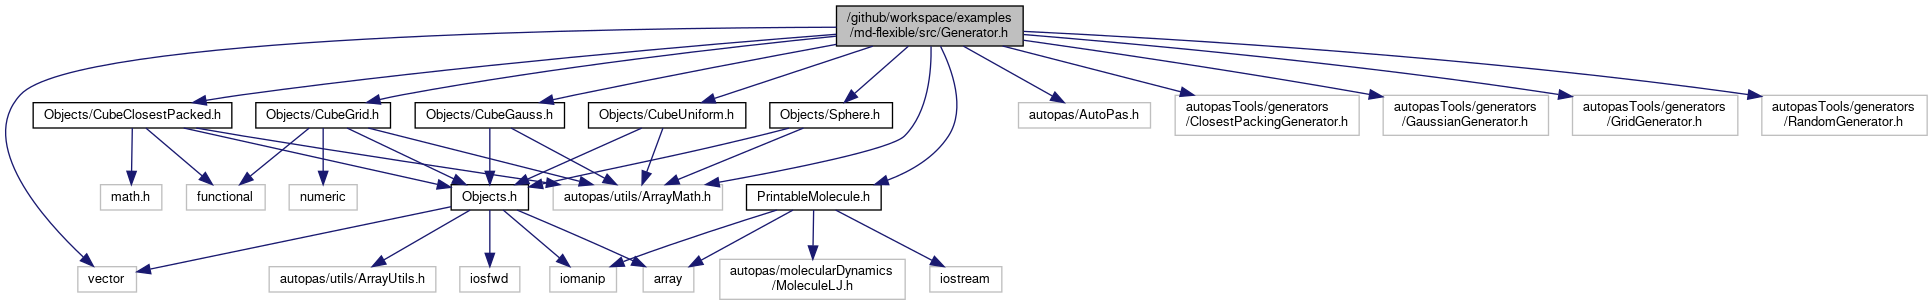 /github/workspace/examples
/md-flexible/src/Generator.h
Objects/CubeClosestPacked.h
Objects/CubeGrid.h
Objects/CubeGauss.h
Objects/CubeUniform.h
Objects/Sphere.h
autopas/AutoPas.h
autopasTools/generators
/ClosestPackingGenerator.h
autopasTools/generators
/GaussianGenerator.h
autopasTools/generators
/GridGenerator.h
autopasTools/generators
/RandomGenerator.h
math.h
functional
numeric
Objects.h
autopas/utils/ArrayMath.h
PrintableMolecule.h
vector
autopas/utils/ArrayUtils.h
iosfwd
iomanip
array
autopas/molecularDynamics
/MoleculeLJ.h
iostream